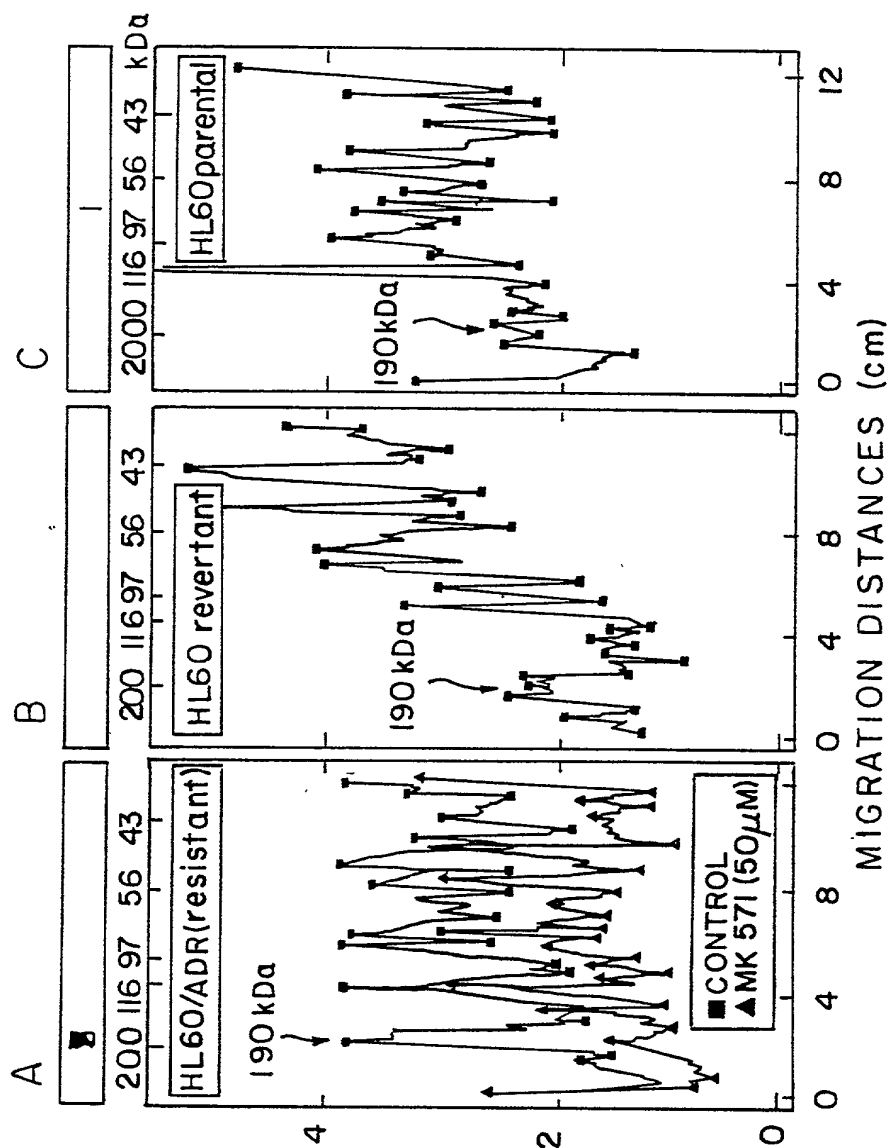 A
B
C
200 116 97 56 43
200 116 97 56 43
2000 116 97 56 43 kDa
HL60/ADR(resistant)
HL60 revertant
HL60parental
190 kDa
190 kDa
190 kDa
4
2
0
■ CONTROL
▲ MK 571 (50μM)
0 4 8
0 4 8
0 4 8 12
MIGRATION DISTANCES (cm)